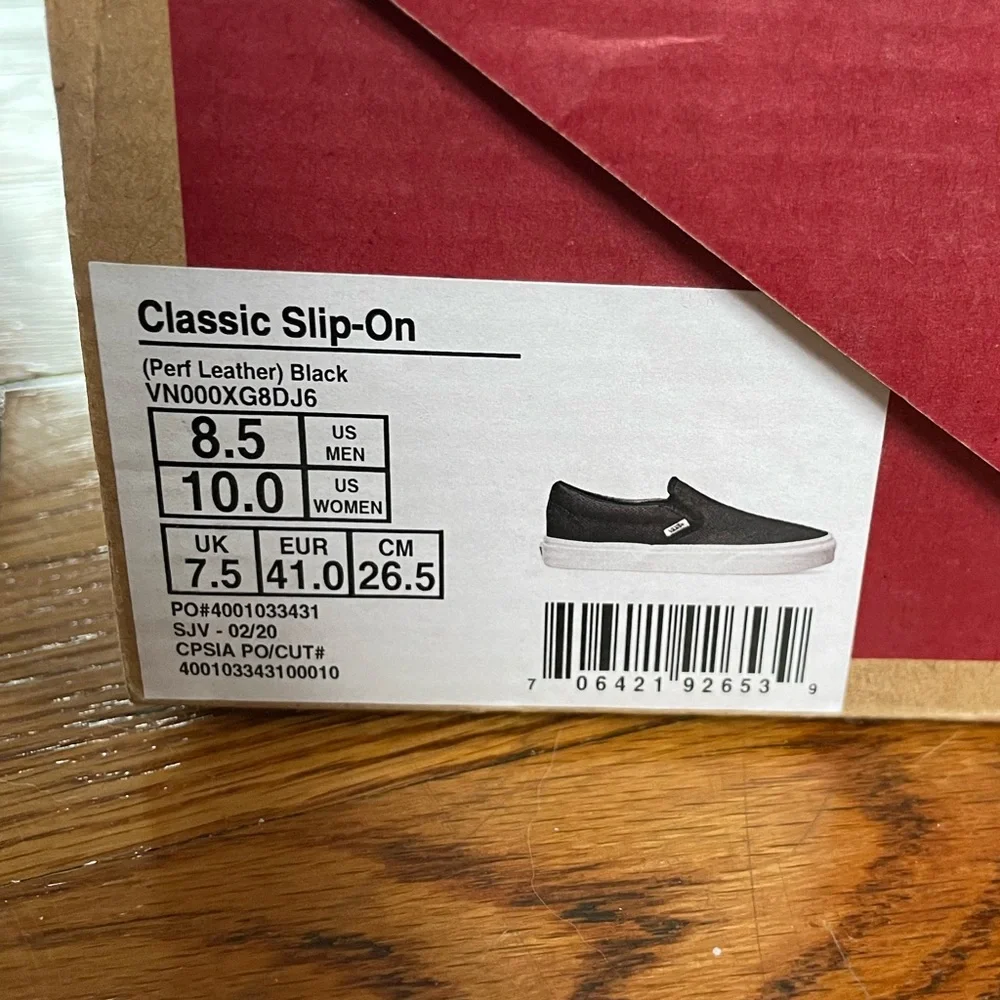 Classic Slip-On
(Perf Leather) Black
VN000XG8DJ6
8.5 US MEN
10.0 US WOMEN
UK EUR CM
7.5 41.0 26.5
PO#4001033431
SJV - 02/20
CPSIA PO/CUT#
400103343100010
7 06421 92653 9